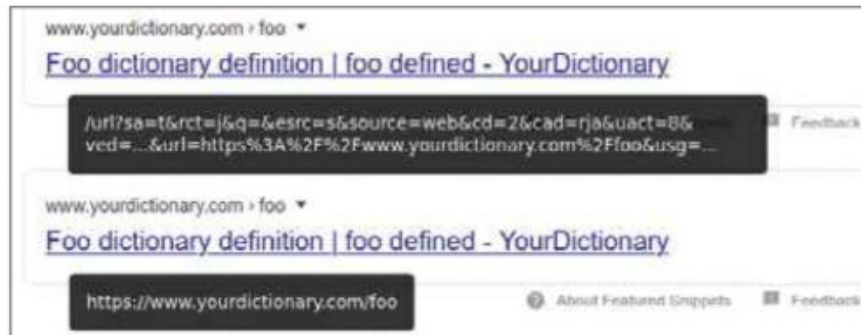 www.yourdictionary.com › foo ▼
Foo dictionary definition | foo defined - YourDictionary
/url?sa=t&rct=j&q=&esrc=s&source=web&cd=2&cad=rja&uact=8&
ved=...&url=https%3A%2F%2Fwww.yourdictionary.com%2Ffoo&usg=...
Feedback
www.yourdictionary.com › foo ▼
Foo dictionary definition | foo defined - YourDictionary
https://www.yourdictionary.com/foo
About Featured Snippets Feedback